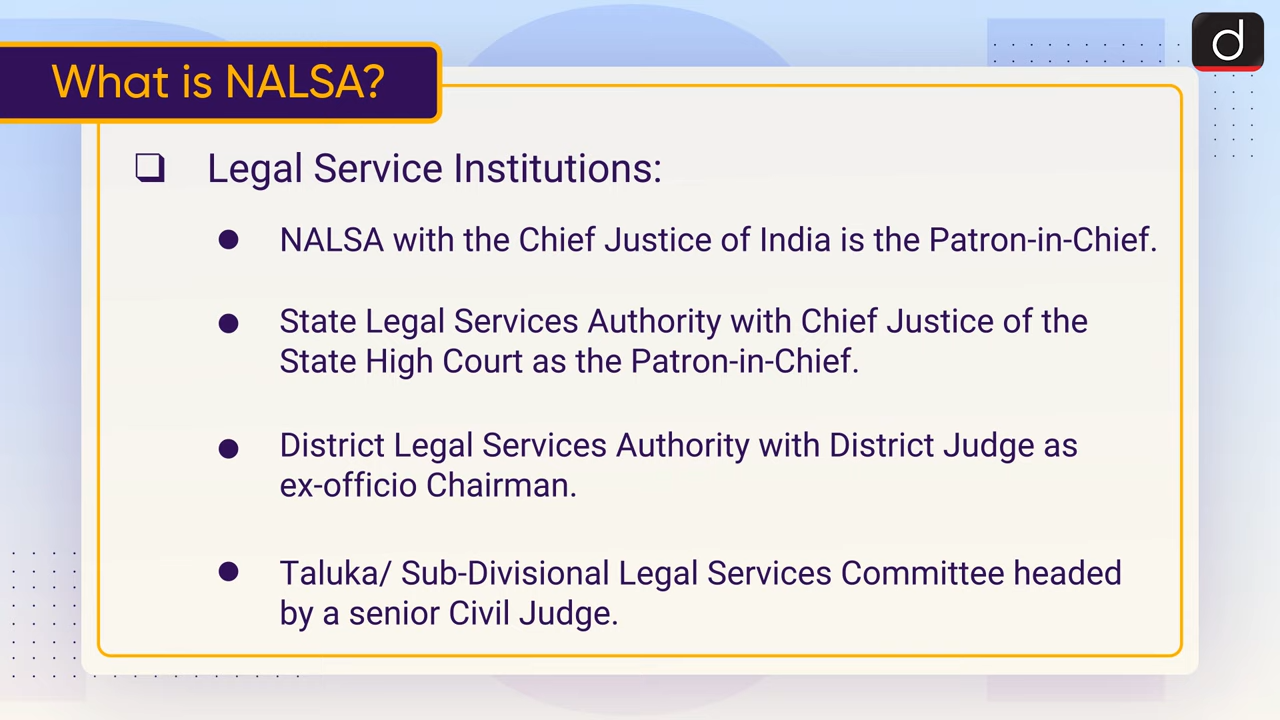 What is NALSA?
d
❑ Legal Service Institutions:
● NALSA with the Chief Justice of India is the Patron-in-Chief.
● State Legal Services Authority with Chief Justice of the
State High Court as the Patron-in-Chief.
● District Legal Services Authority with District Judge as
ex-officio Chairman.
● Taluka/ Sub-Divisional Legal Services Committee headed
by a senior Civil Judge.